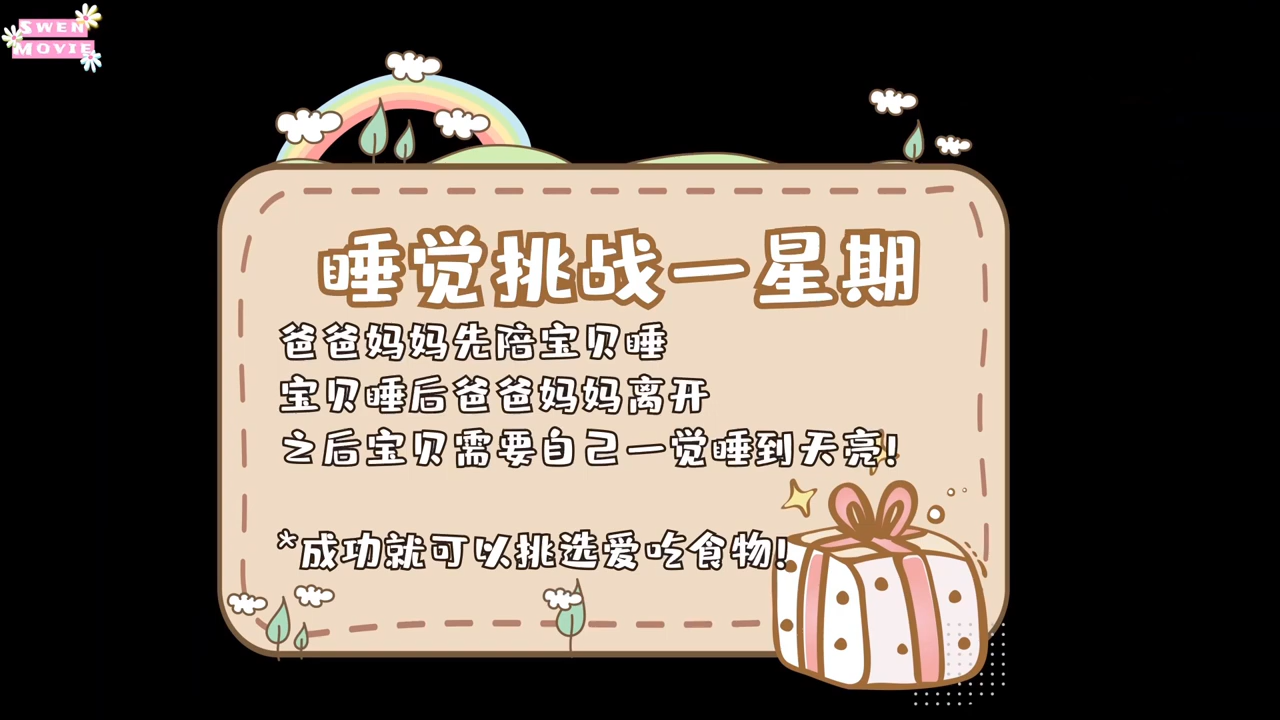 SWEN
MOVIE
睡觉挑战一星期
爸爸妈妈先陪宝贝睡
宝贝睡后爸爸妈妈离开
之后宝贝需要自己一觉睡到天亮!
*成功就可以挑选爱吃食物!